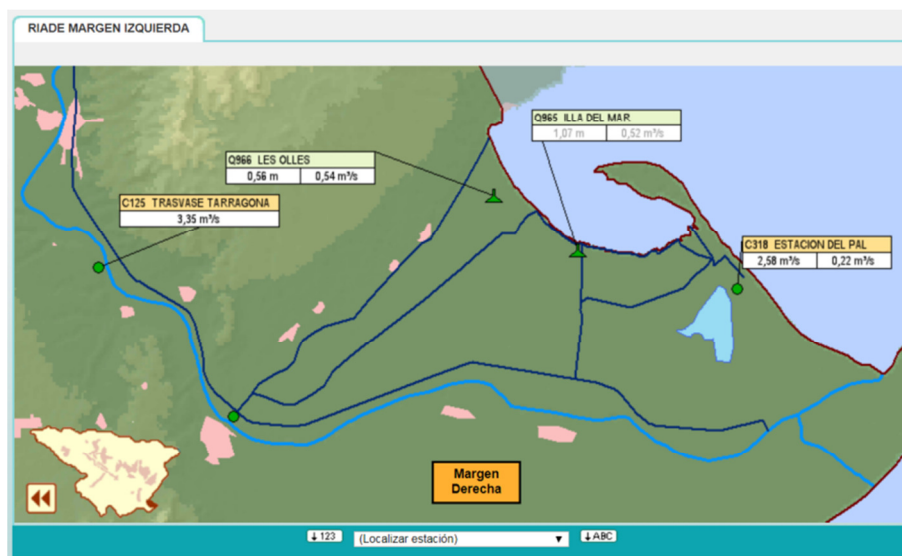 RIADE MARGEN IZQUIERDA
Q965 ILLA DEL MAR
1,07 m 0,52 m³/s
Q966 LES OLLES
0,56 m 0,54 m³/s
C125 TRASVASE TARRAGONA
3,35 m³/s
C318 ESTACION DEL PAL
2,58 m³/s 0,22 m³/s
Margen
Derecha
↓123 (Localizar estación) ▼ ↓ABC